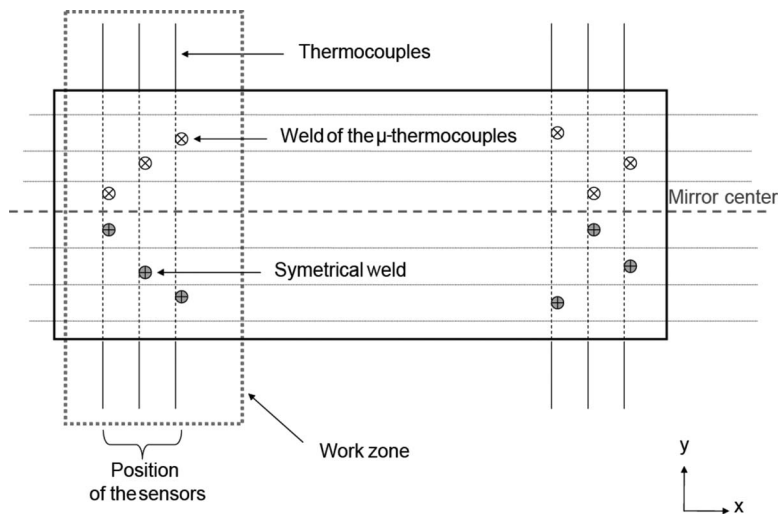 Thermocouples
Weld of the µ-thermocouples
Mirror center
Symetrical weld
Work zone
Position
of the sensors
y
x